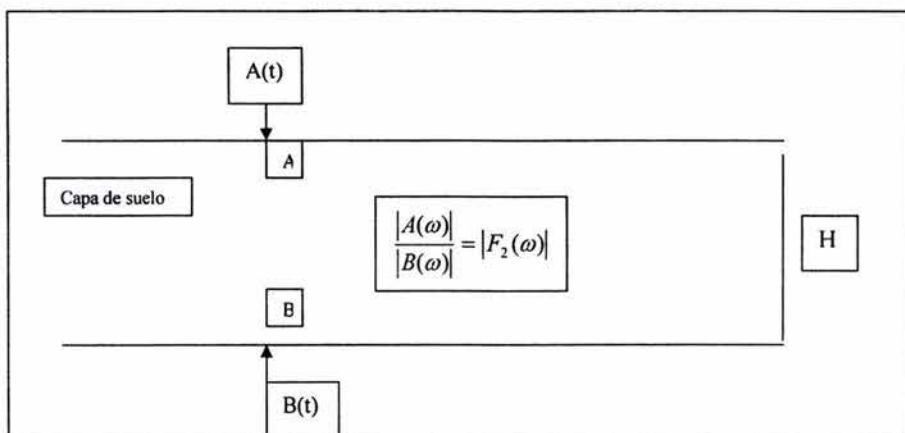 A(t)
A
Capa de suelo
|A(ω)| / |B(ω)| = |F₂(ω)|
H
B
B(t)